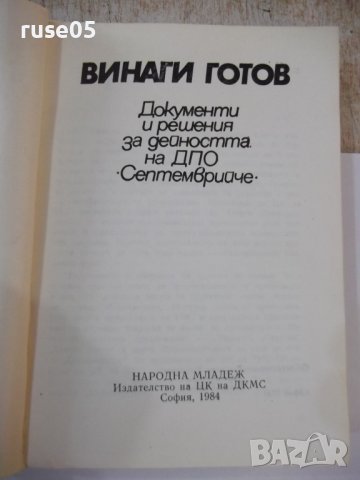 ruse05
ВИНАГИ ГОТОВ
Документи
и решения
за дейността
на ДПО
·Септемврийче·
НАРОДНА МЛАДЕЖ
Издателство на ЦК на ДКМС
София, 1984
BAZAR